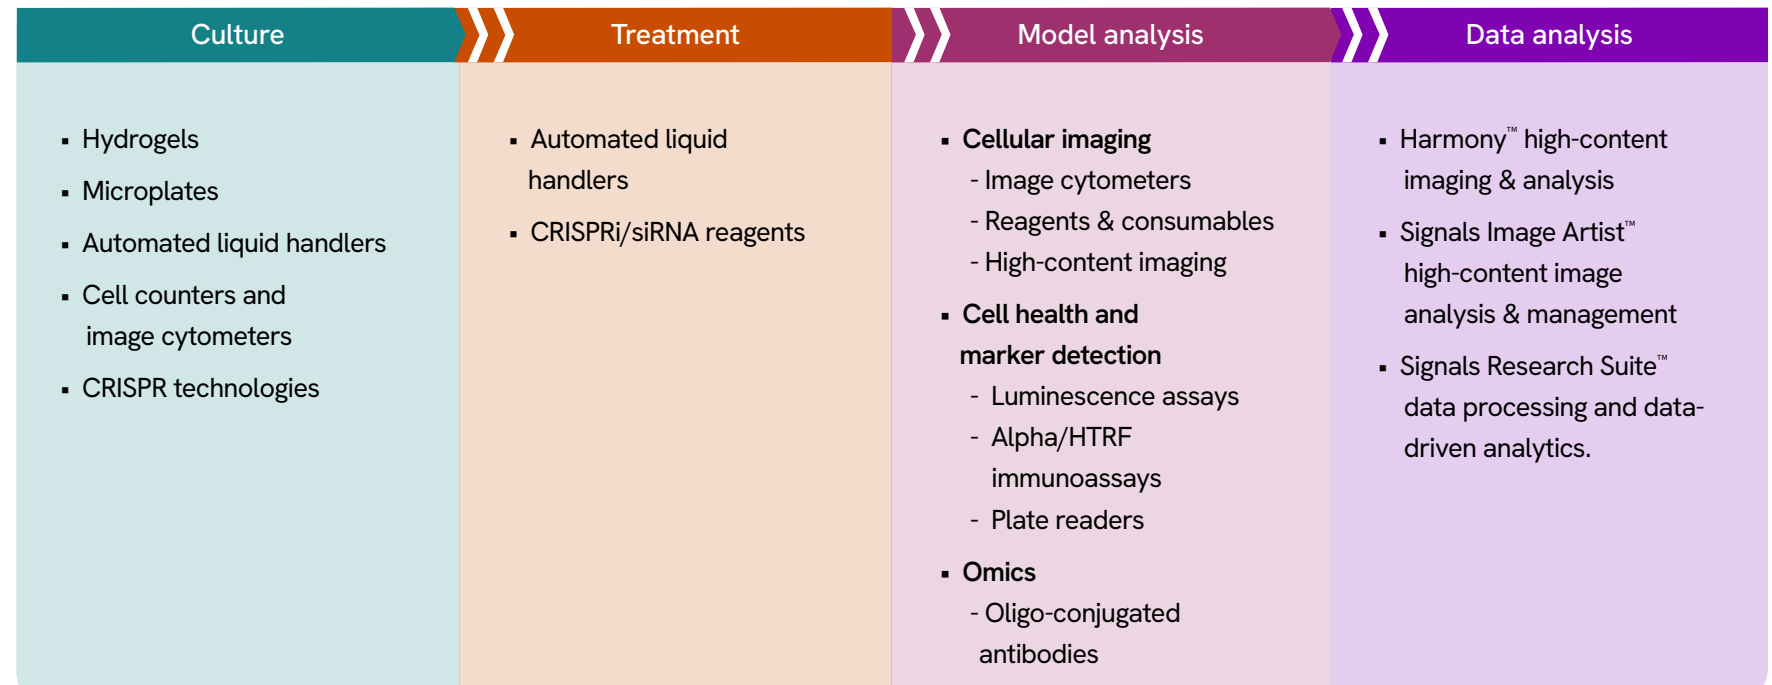 Culture
Treatment
Model analysis
Data analysis
▪ Hydrogels
▪ Microplates
▪ Automated liquid handlers
▪ Cell counters and
image cytometers
▪ CRISPR technologies
▪ Automated liquid
handlers
▪ CRISPRi/siRNA reagents
▪ Cellular imaging
- Image cytometers
- Reagents & consumables
- High-content imaging
▪ Cell health and
marker detection
- Luminescence assays
- Alpha/HTRF
immunoassays
- Plate readers
▪ Omics
- Oligo-conjugated
antibodies
▪ Harmony™ high-content
imaging & analysis
▪ Signals Image Artist™
high-content image
analysis & management
▪ Signals Research Suite™
data processing and data-
driven analytics.